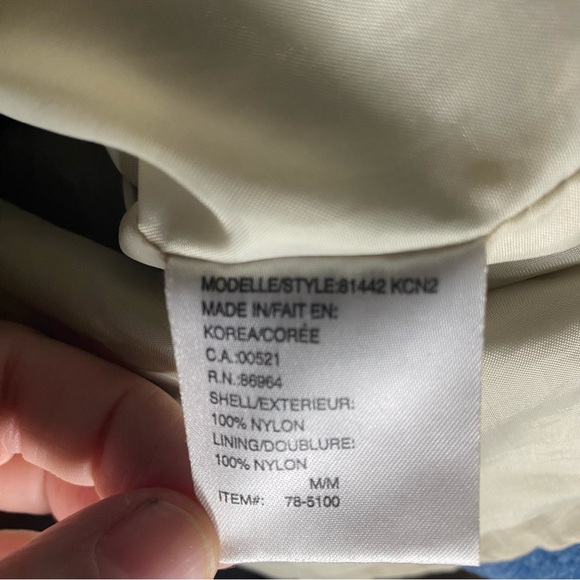 MODELLE/STYLE:81442 KCN2
MADE IN/FAIT EN:
KOREA/CORÉE
C.A.:00521
R.N.:86964
SHELL/EXTERIEUR:
100% NYLON
LINING/DOUBLURE:
100% NYLON
M/M
ITEM#: 78-5100